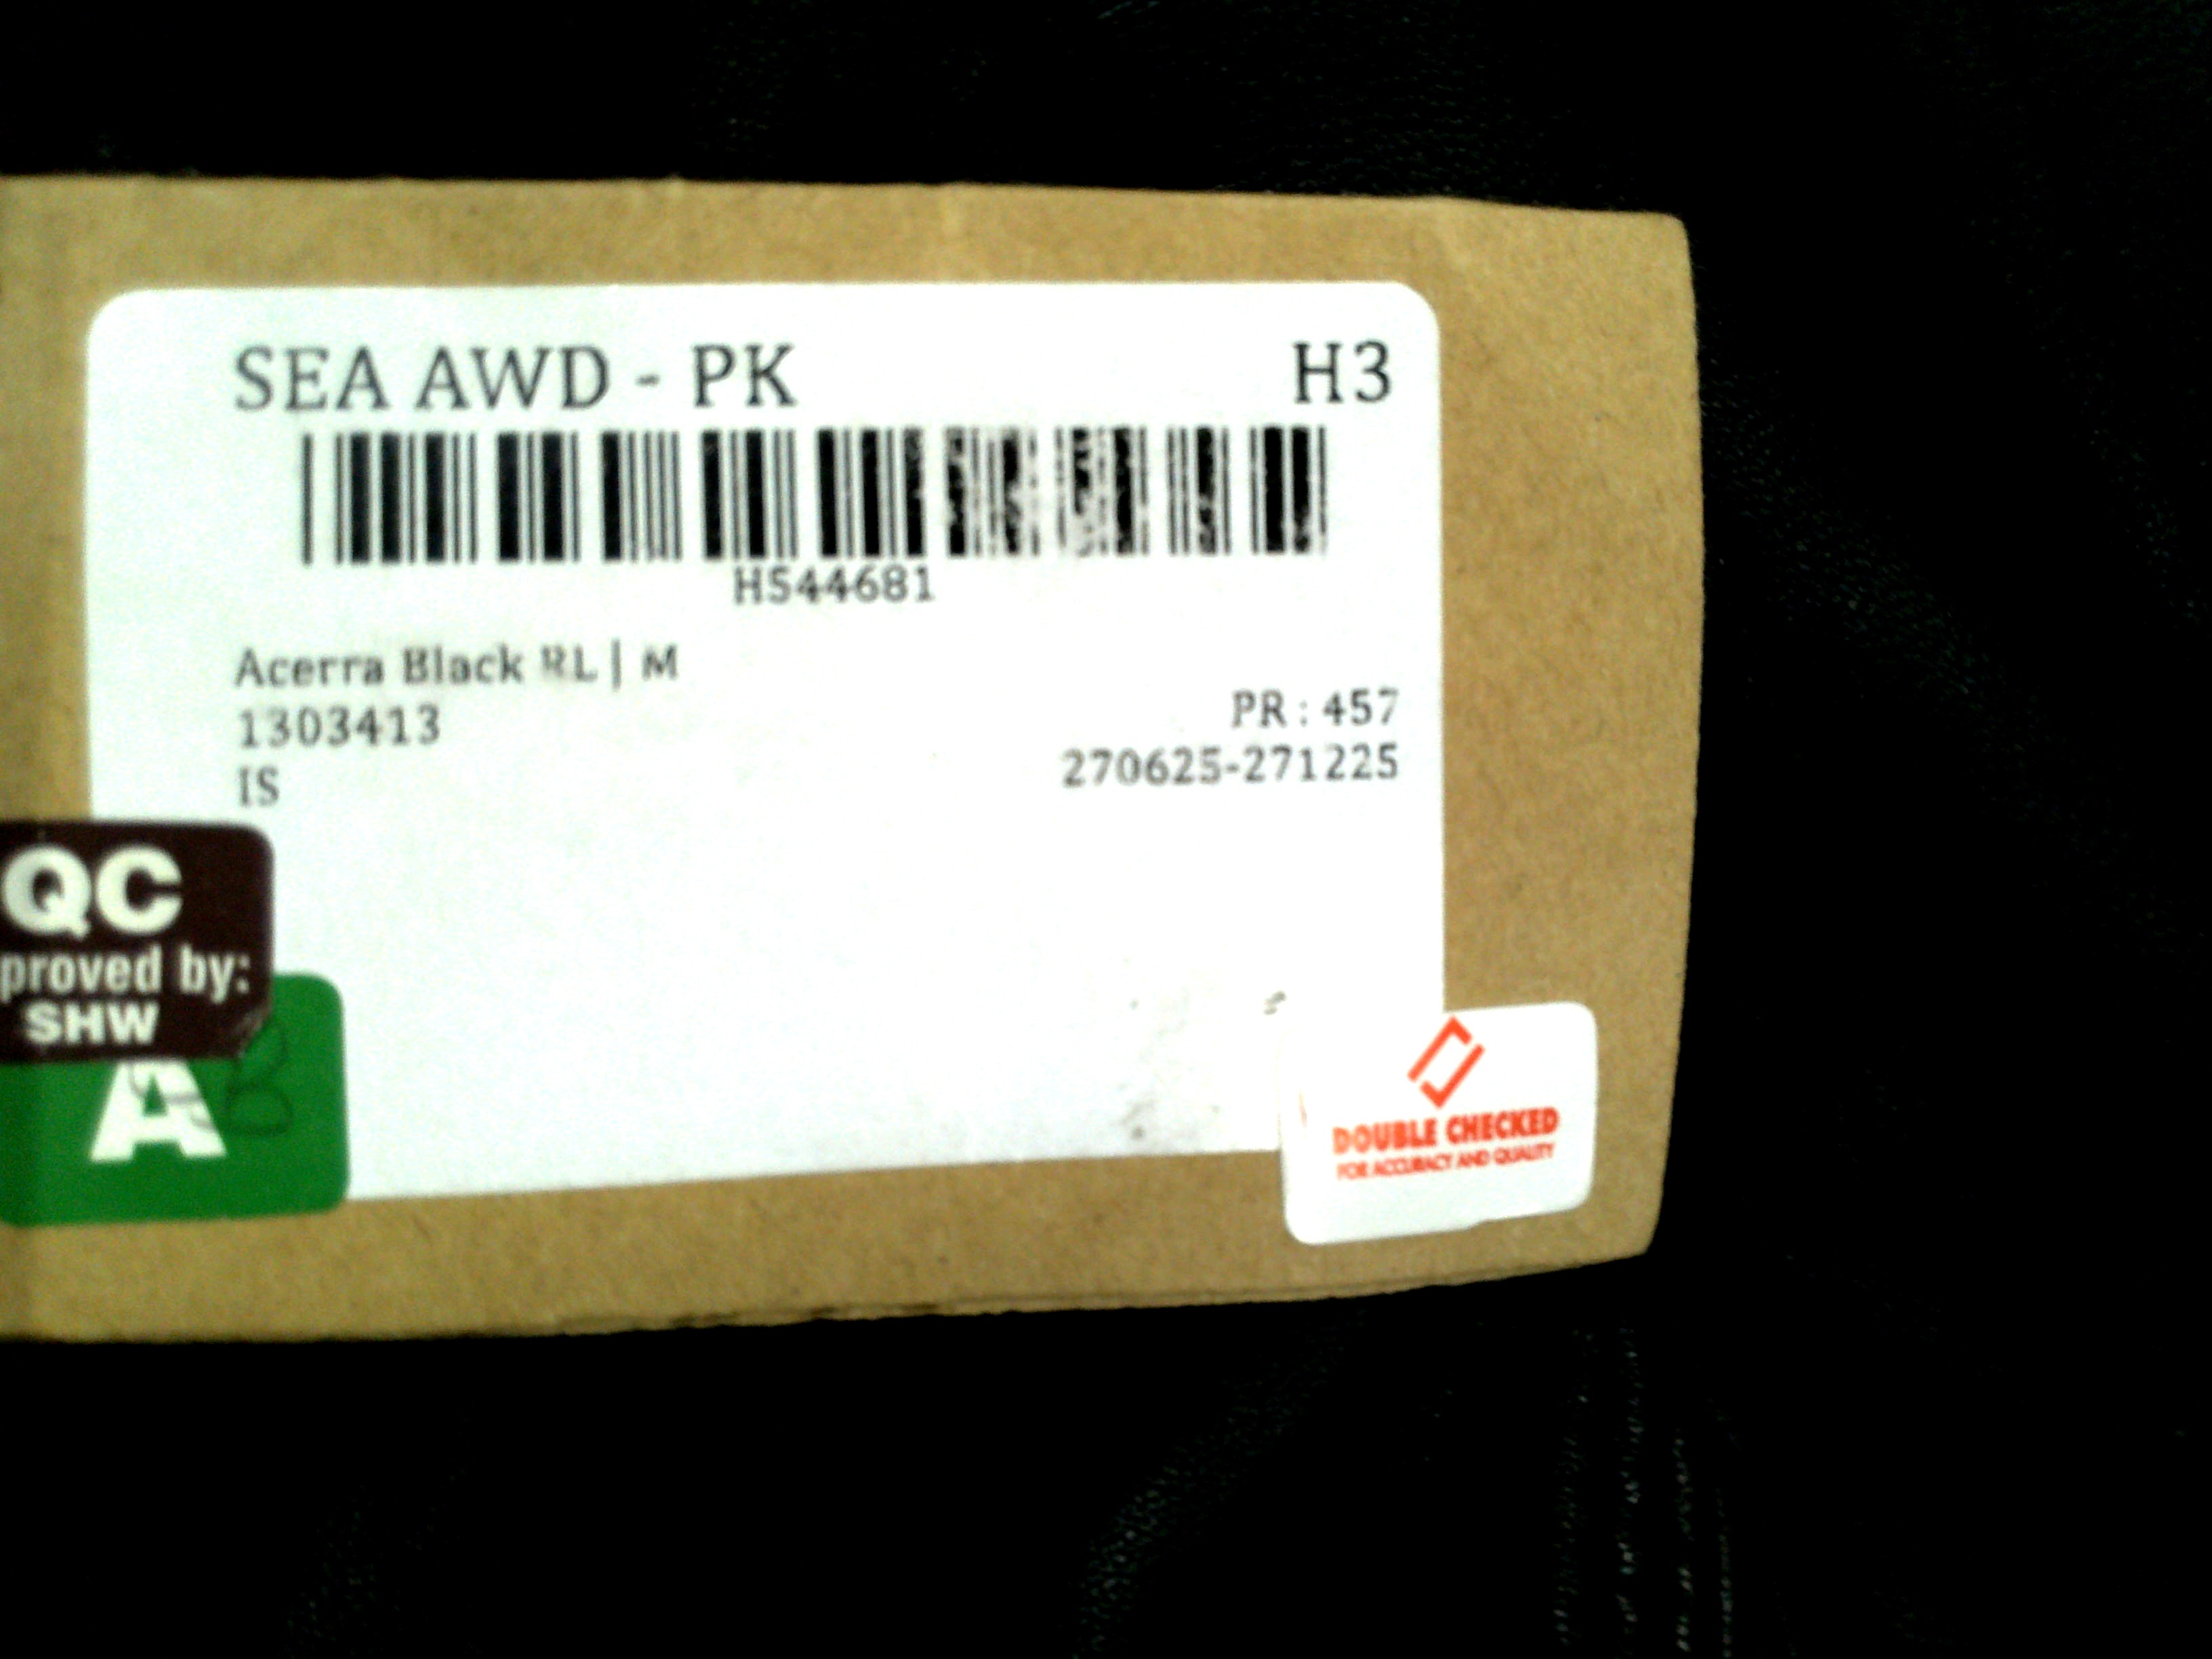 SEA AWD - PK H3
H544681
Acerra Black RL | M
1303413 PR : 457
IS 270625-271225
QC
proved by:
SHW
A
DOUBLE CHECKED
FOR ACCURACY AND QUALITY